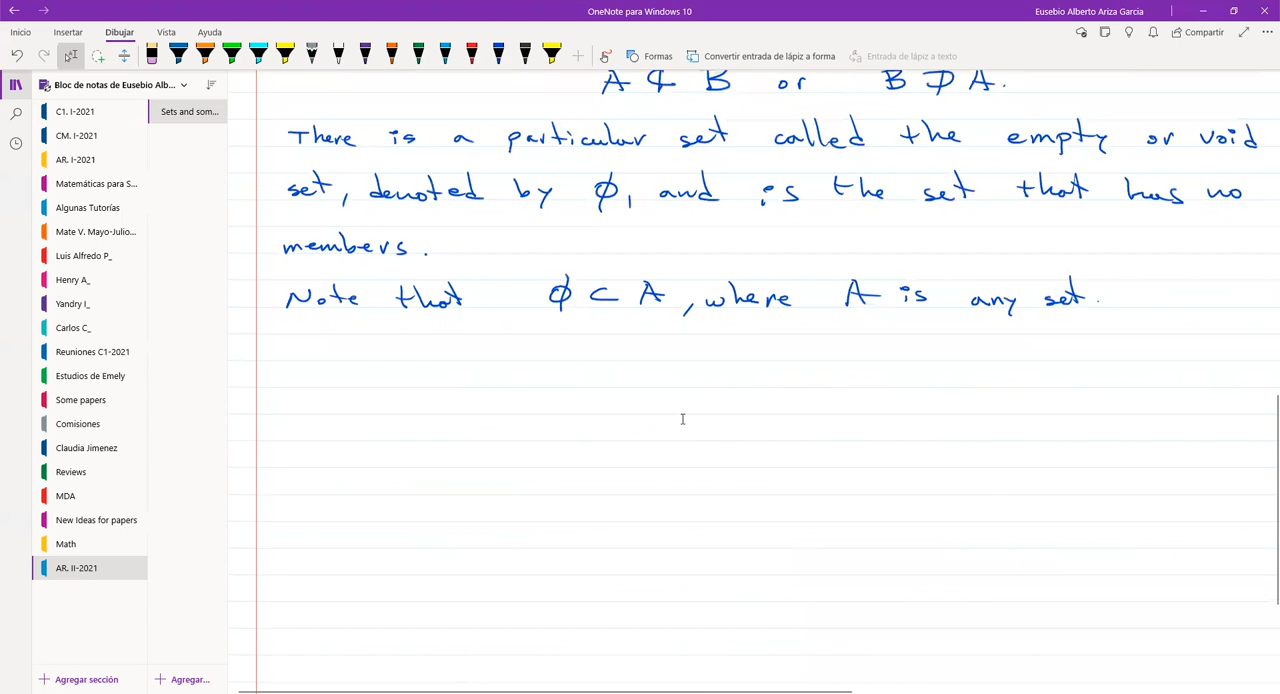 OneNote para Windows 10
Eusebio Alberto Ariza Garcia
Inicio Insertar Dibujar Vista Ayuda
Compartir
Formas Convertir entrada de lápiz a forma Entrada de lápiz a texto
Bloc de notas de Eusebio Alb...
C1. I-2021
CM. I-2021
AR. I-2021
Matemáticas para S...
Algunas Tutorías
Mate V. Mayo-Julio...
Luis Alfredo P_
Henry A_
Yandry I_
Carlos C_
Reuniones C1-2021
Estudios de Emely
Some papers
Comisiones
Claudia Jimenez
Reviews
MDA
New Ideas for papers
Math
AR. II-2021
Agregar sección
Sets and som...
Agregar...
A ⊄ B or B ⊅ A.
There is a particular set called the empty or void
set, denoted by ∅, and is the set that has no
members.
Note that ∅ ⊂ A, where A is any set.